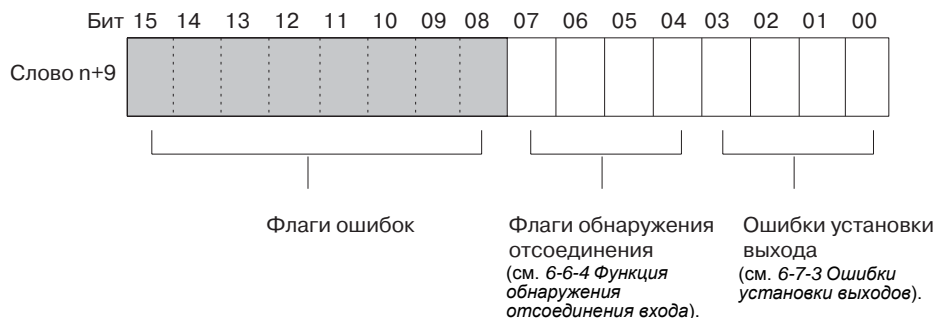 Бит 15 14 13 12 11 10 09 08 07 06 05 04 03 02 01 00
Слово n+9
Флаги ошибок
Флаги обнаружения
отсоединения
(см. 6-6-4 Функция
обнаружения
отсоединения входа).
Ошибки установки
выхода
(см. 6-7-3 Ошибки
установки выходов).